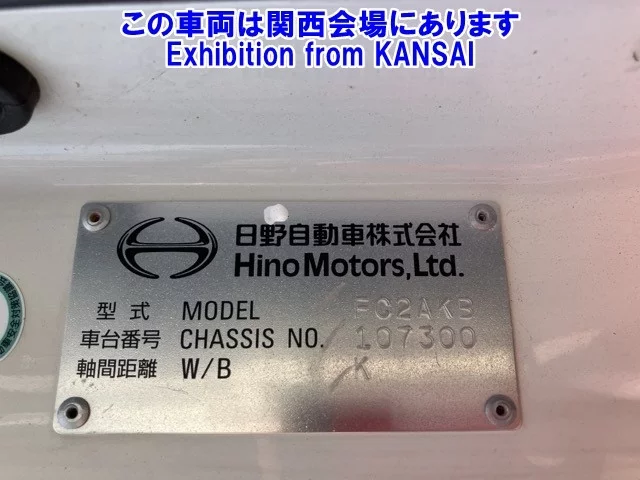 この車両は関西会場にあります
Exhibition from KANSAI
日野自動車株式会社
Hino Motors, Ltd.
型式 MODEL FC2AKB
車台番号 CHASSIS NO. 107300
軸間距離 W/B K